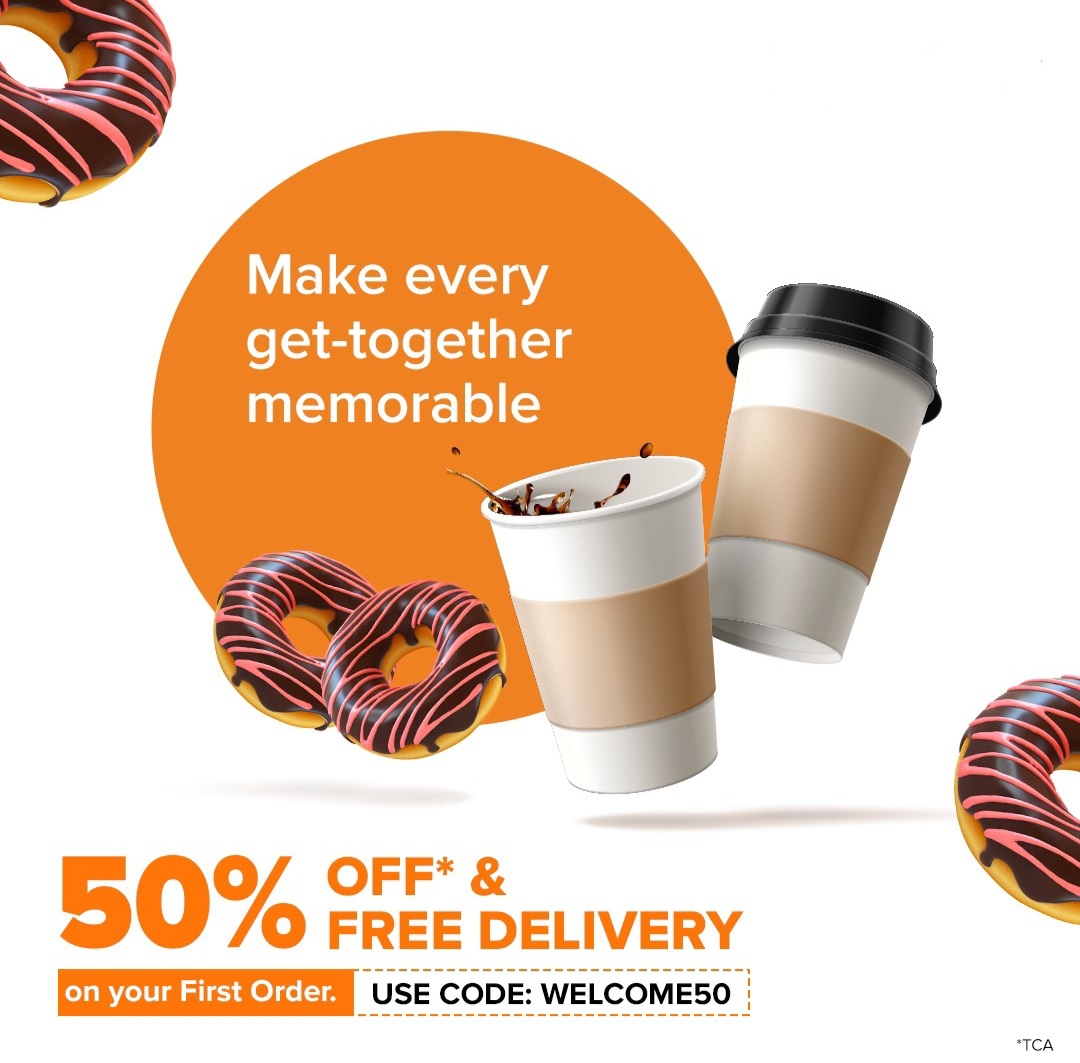 Make every
get-together
memorable
50% OFF* &
FREE DELIVERY
on your First Order. USE CODE: WELCOME50
*TCA